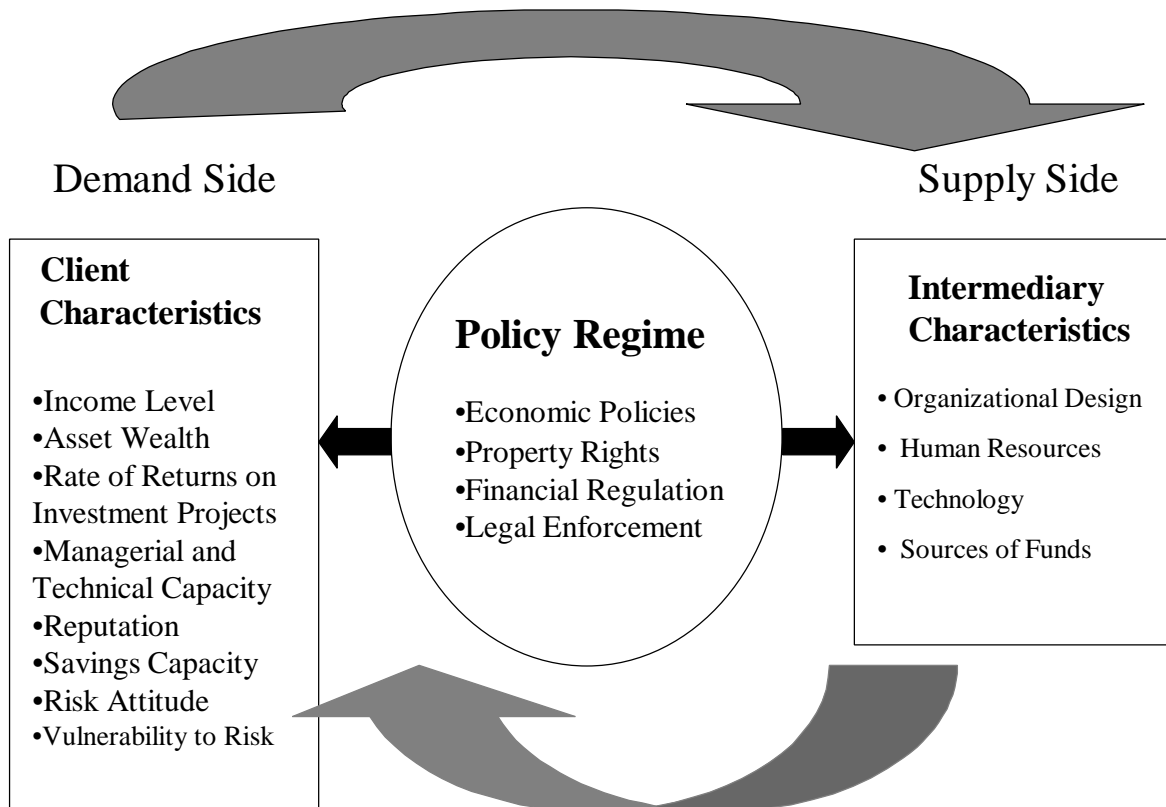 Demand Side
Supply Side
Client
Characteristics
•Income Level
•Asset Wealth
•Rate of Returns on
Investment Projects
•Managerial and
Technical Capacity
•Reputation
•Savings Capacity
•Risk Attitude
•Vulnerability to Risk
Policy Regime
•Economic Policies
•Property Rights
•Financial Regulation
•Legal Enforcement
Intermediary
Characteristics
• Organizational Design
• Human Resources
• Technology
• Sources of Funds